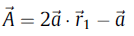 A⃗ = 2a⃗ · r⃗₁ − a⃗